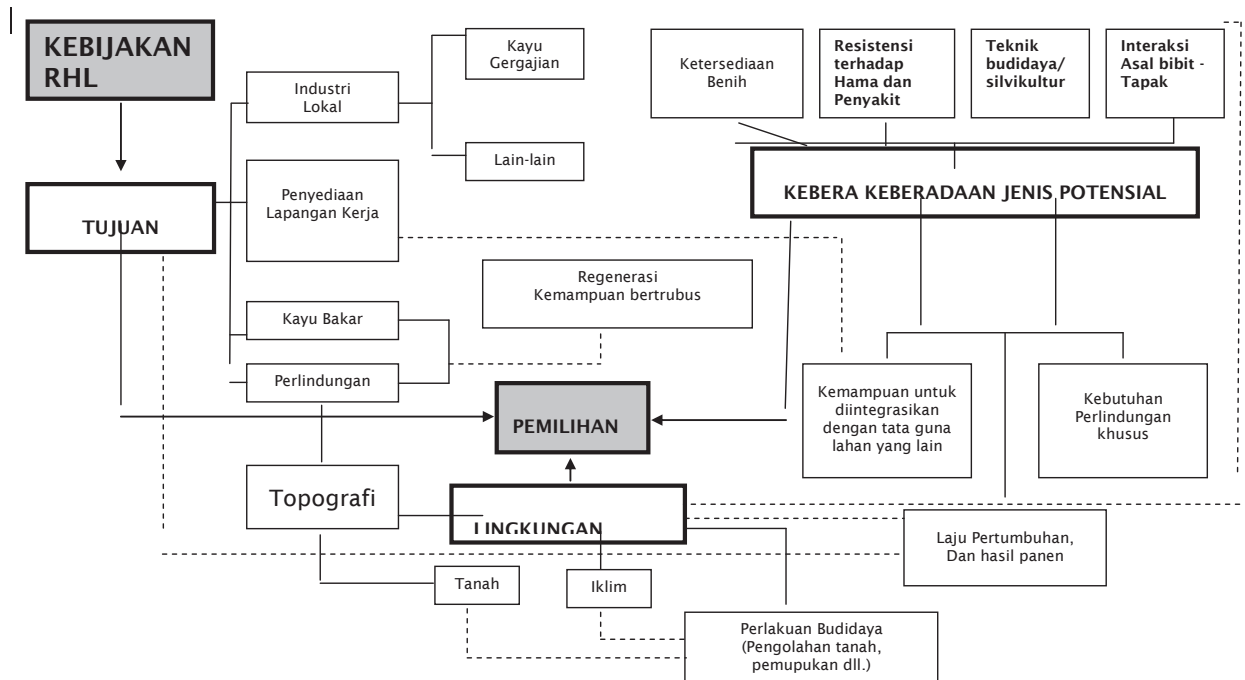 KEBIJAKAN
RHL
Kayu
Gergajian
Industri
Lokal
Lain-lain
Ketersediaan
Benih
Resistensi
terhadap
Hama dan
Penyakit
Teknik
budidaya/
silvikultur
Interaksi
Asal bibit -
Tapak
TUJUAN
Penyediaan
Lapangan Kerja
KEBERA KEBERADAAN JENIS POTENSIAL
Regenerasi
Kemampuan bertrubus
Kayu Bakar
Perlindungan
PEMILIHAN
Kemampuan untuk
diintegrasikan
dengan tata guna
lahan yang lain
Kebutuhan
Perlindungan
khusus
Topografi
LINGKUNGAN
Laju Pertumbuhan,
Dan hasil panen
Tanah
Iklim
Perlakuan Budidaya
(Pengolahan tanah,
pemupukan dll.)